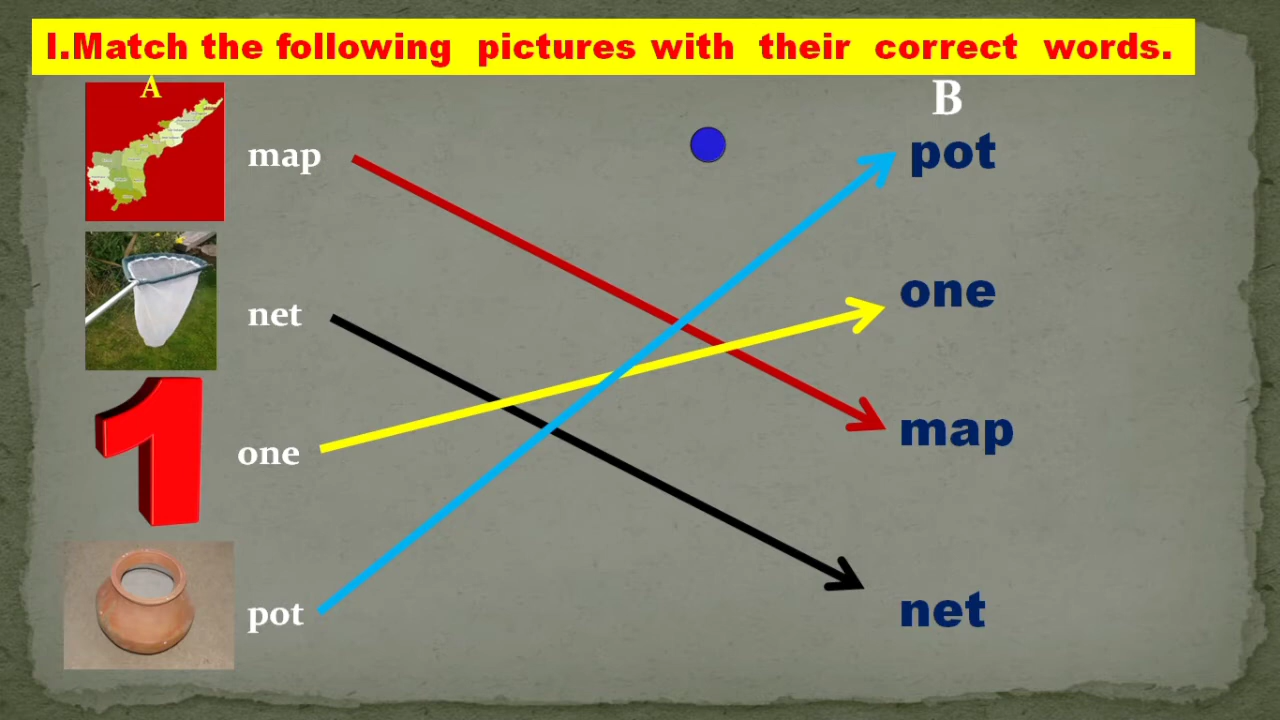 I.Match the following pictures with their correct words.
A
B
map
pot
net
one
one
map
pot
net